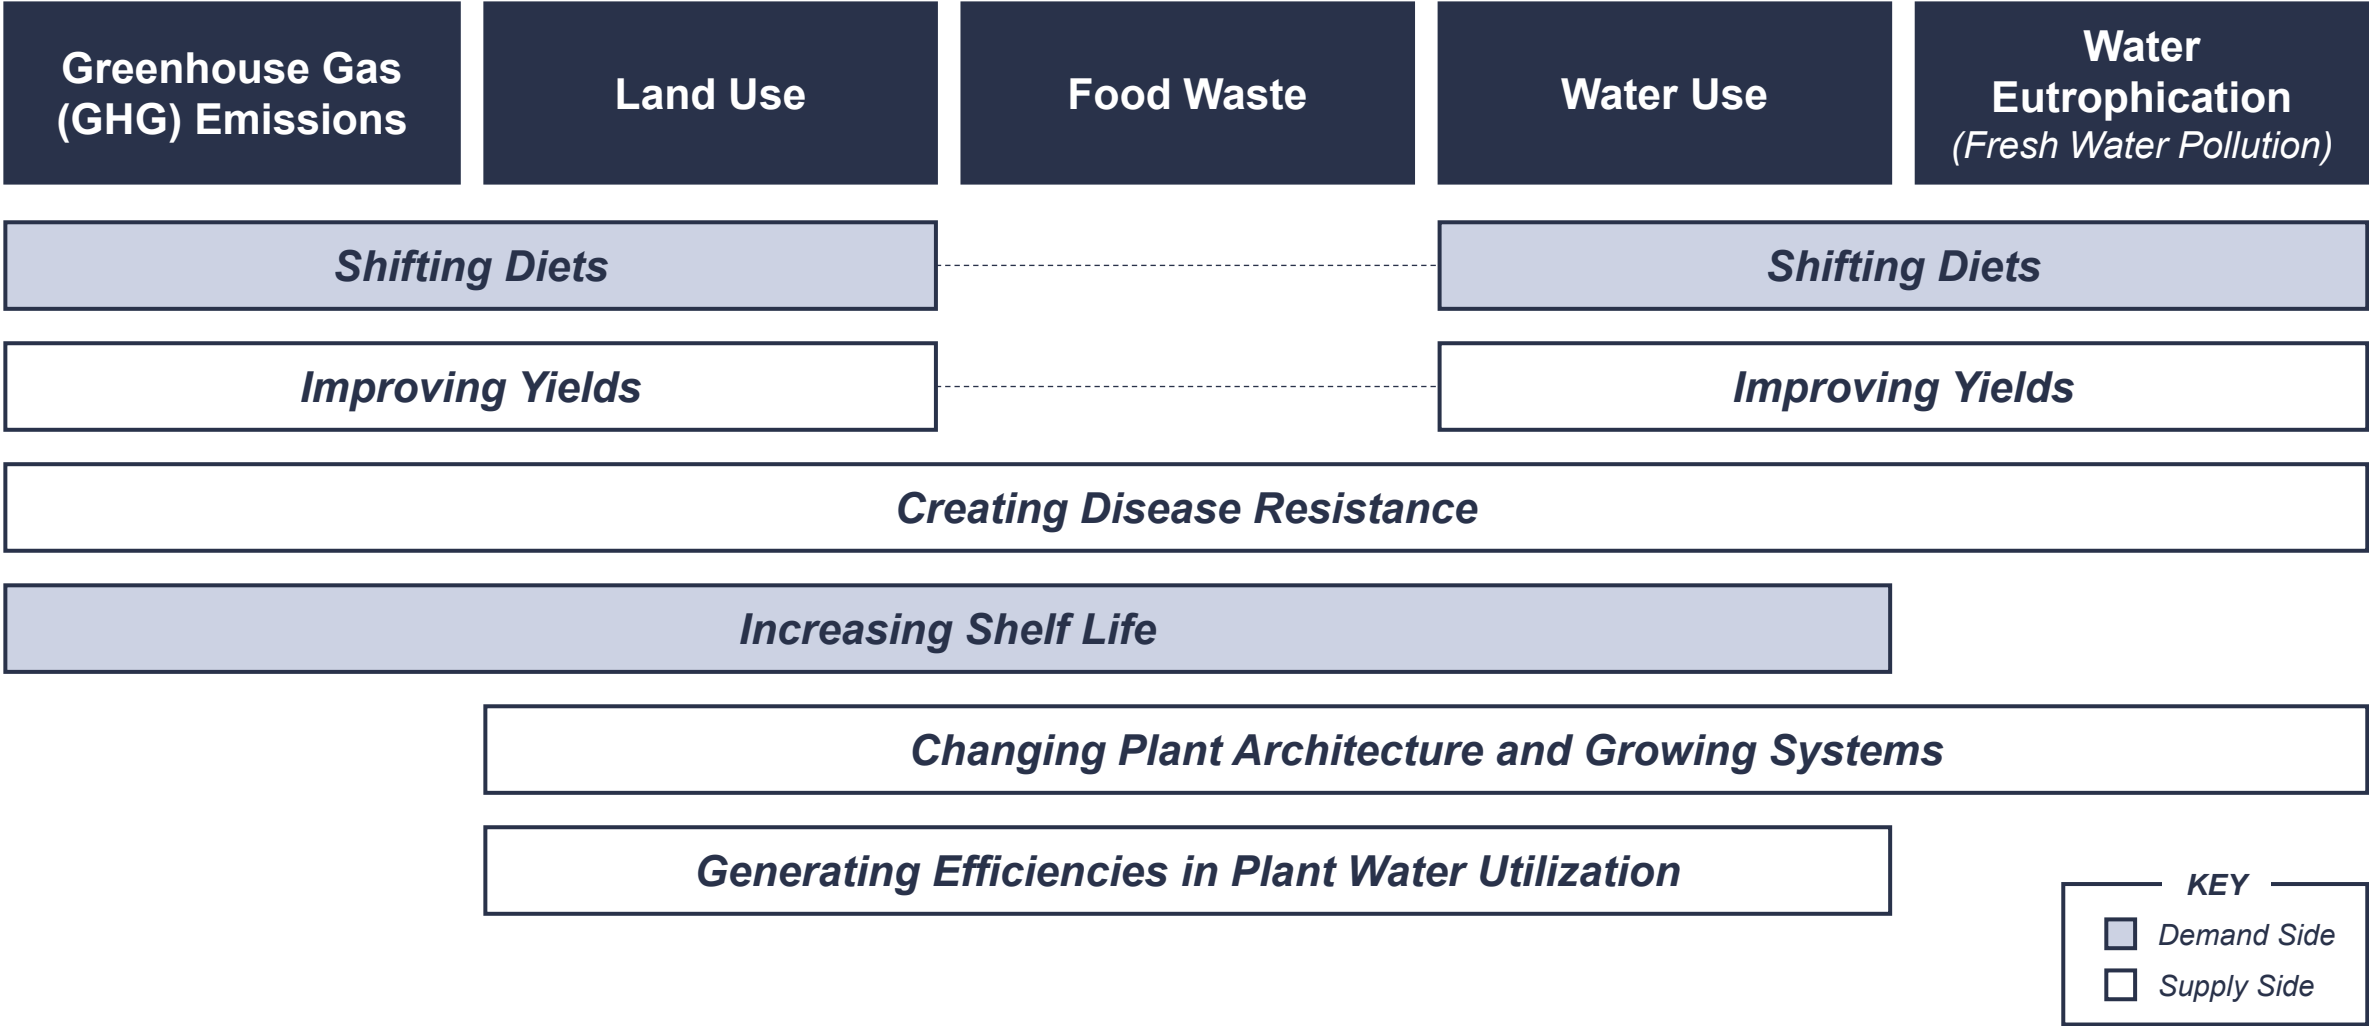 Greenhouse Gas
(GHG) Emissions
Land Use
Food Waste
Water Use
Water
Eutrophication
(Fresh Water Pollution)
Shifting Diets
Shifting Diets
Improving Yields
Improving Yields
Creating Disease Resistance
Increasing Shelf Life
Changing Plant Architecture and Growing Systems
Generating Efficiencies in Plant Water Utilization
KEY
Demand Side
Supply Side